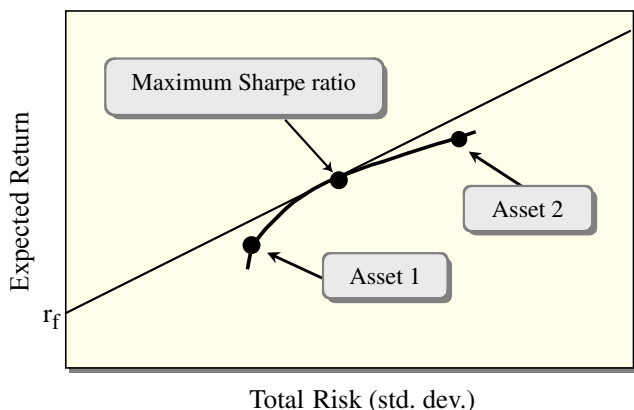 Maximum Sharpe ratio
Expected Return
Asset 2
Asset 1
r_f
Total Risk (std. dev.)